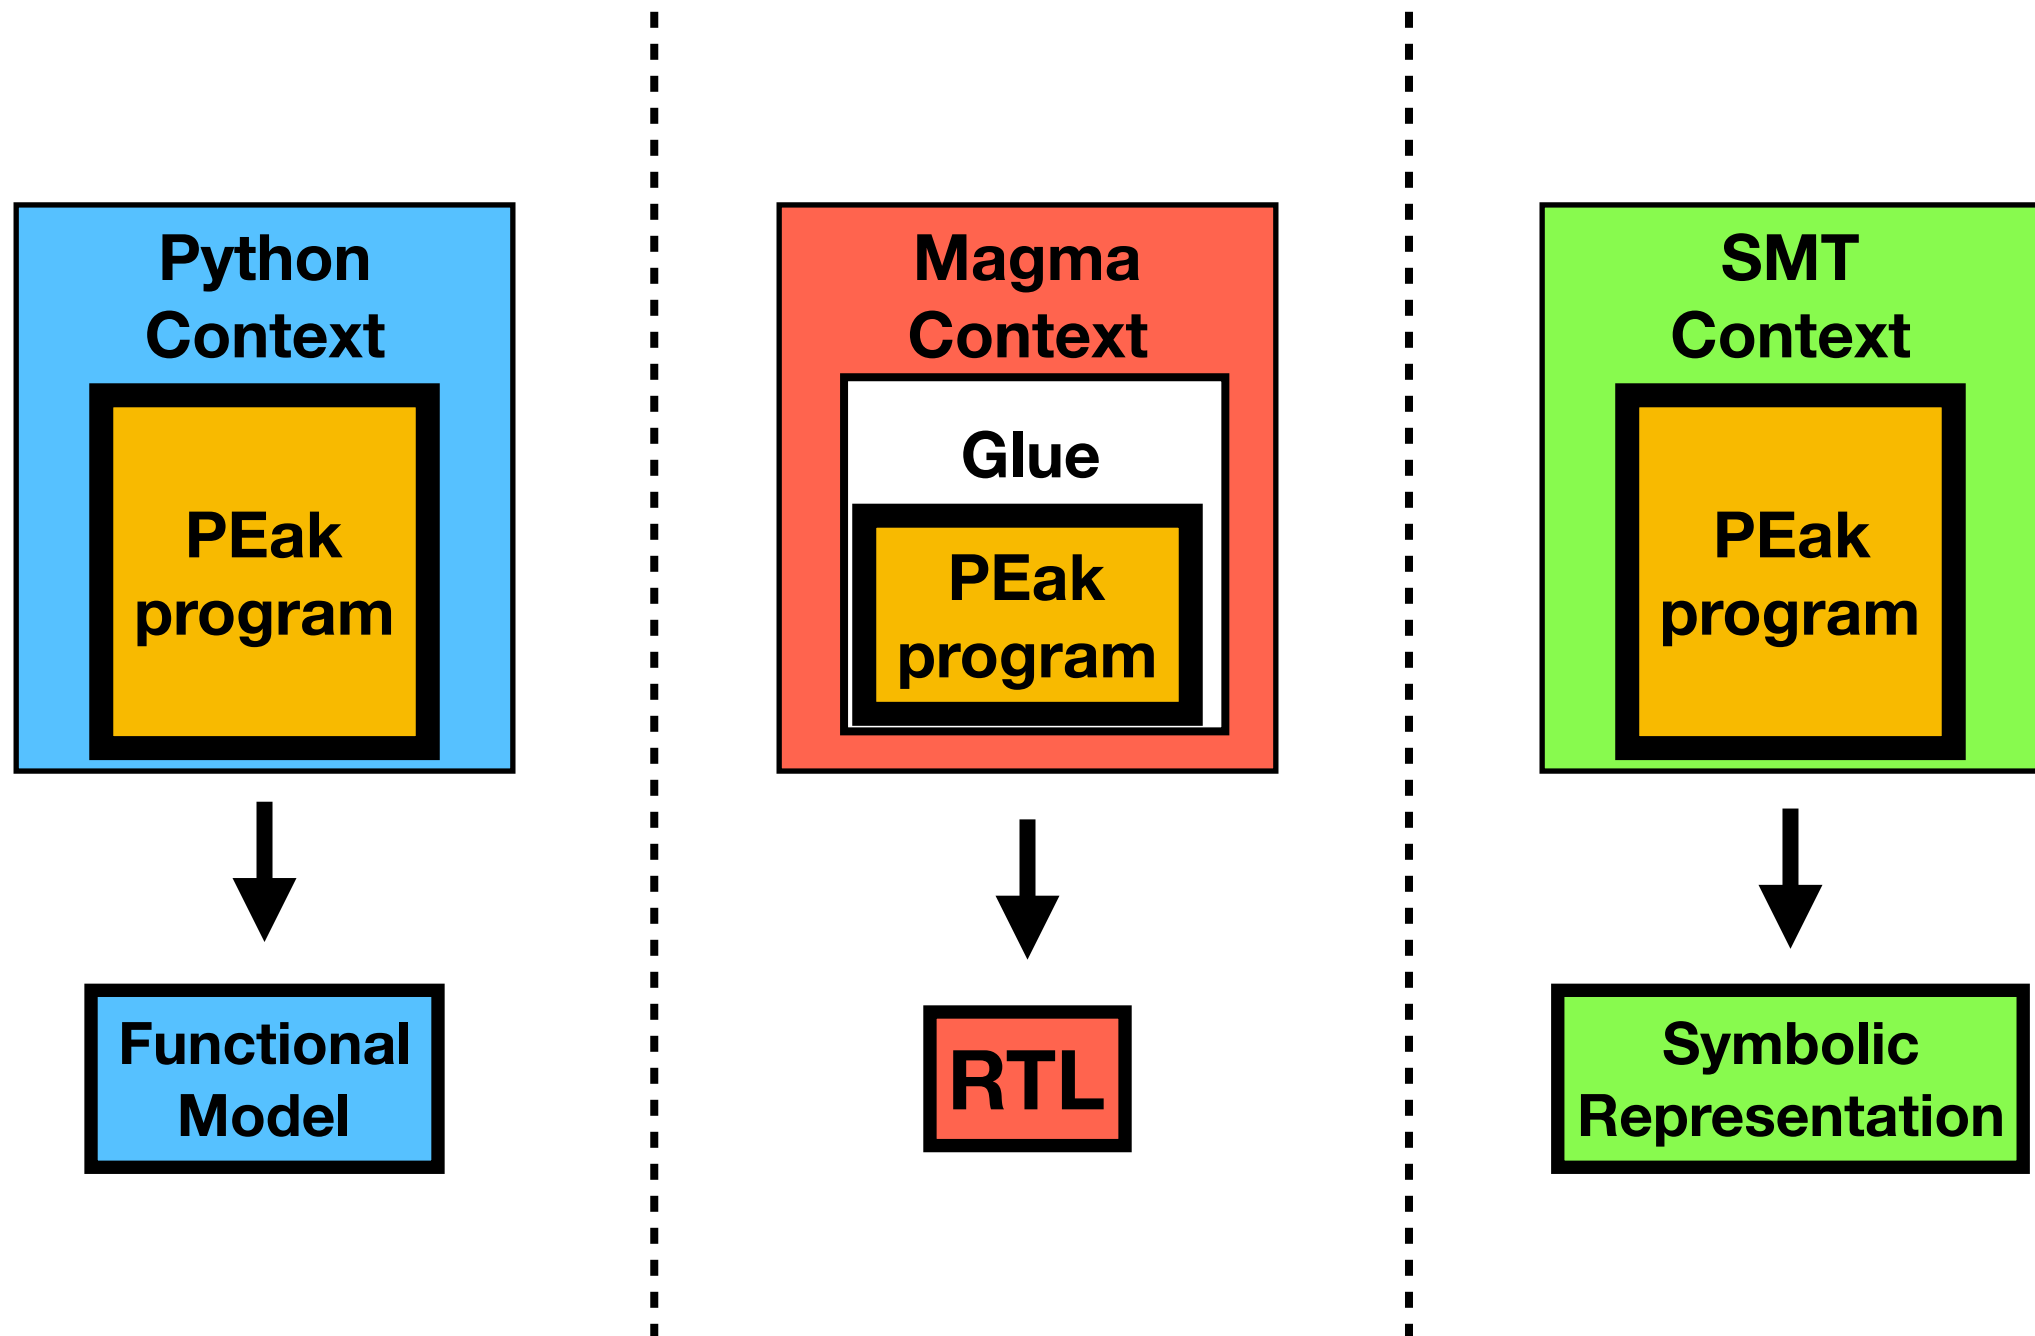 Python
Context
PEak
program
Functional
Model
Magma
Context
Glue
PEak
program
RTL
SMT
Context
PEak
program
Symbolic
Representation